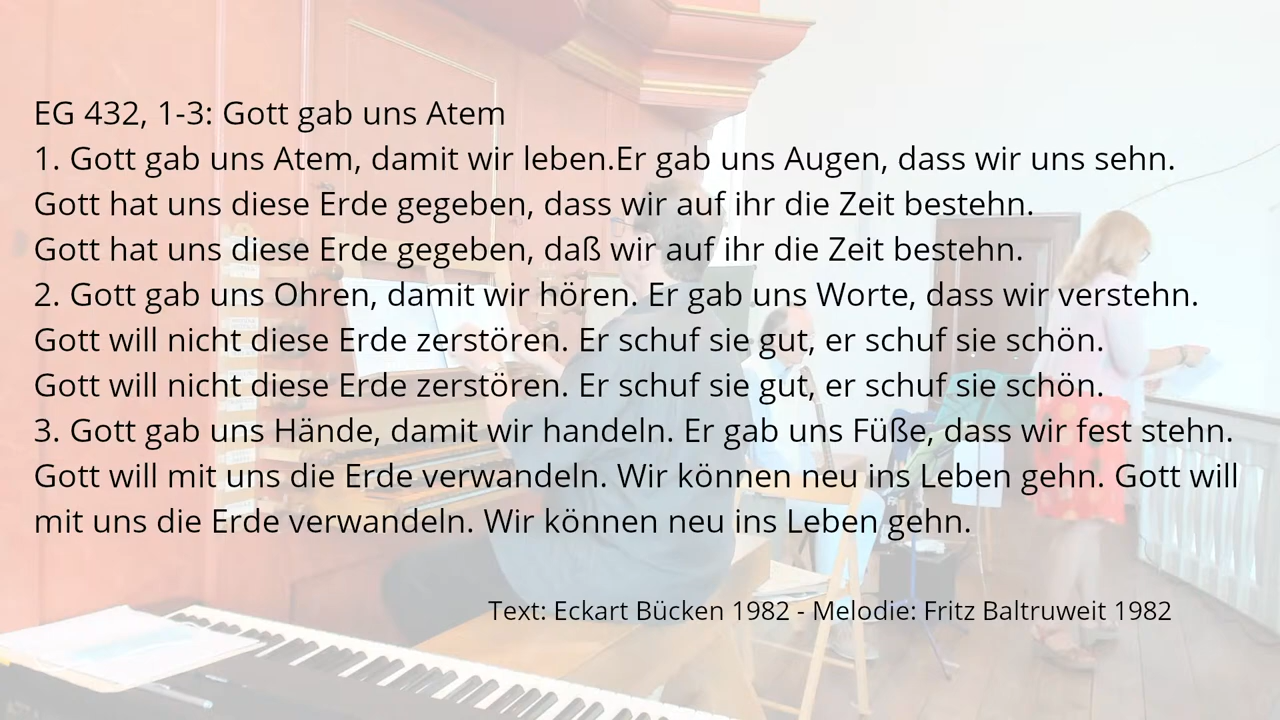 EG 432, 1-3: Gott gab uns Atem
1. Gott gab uns Atem, damit wir leben.Er gab uns Augen, dass wir uns sehn.
Gott hat uns diese Erde gegeben, dass wir auf ihr die Zeit bestehn.
Gott hat uns diese Erde gegeben, daß wir auf ihr die Zeit bestehn.
2. Gott gab uns Ohren, damit wir hören. Er gab uns Worte, dass wir verstehn.
Gott will nicht diese Erde zerstören. Er schuf sie gut, er schuf sie schön.
Gott will nicht diese Erde zerstören. Er schuf sie gut, er schuf sie schön.
3. Gott gab uns Hände, damit wir handeln. Er gab uns Füße, dass wir fest stehn.
Gott will mit uns die Erde verwandeln. Wir können neu ins Leben gehn. Gott will
mit uns die Erde verwandeln. Wir können neu ins Leben gehn.
Text: Eckart Bücken 1982 - Melodie: Fritz Baltruweit 1982